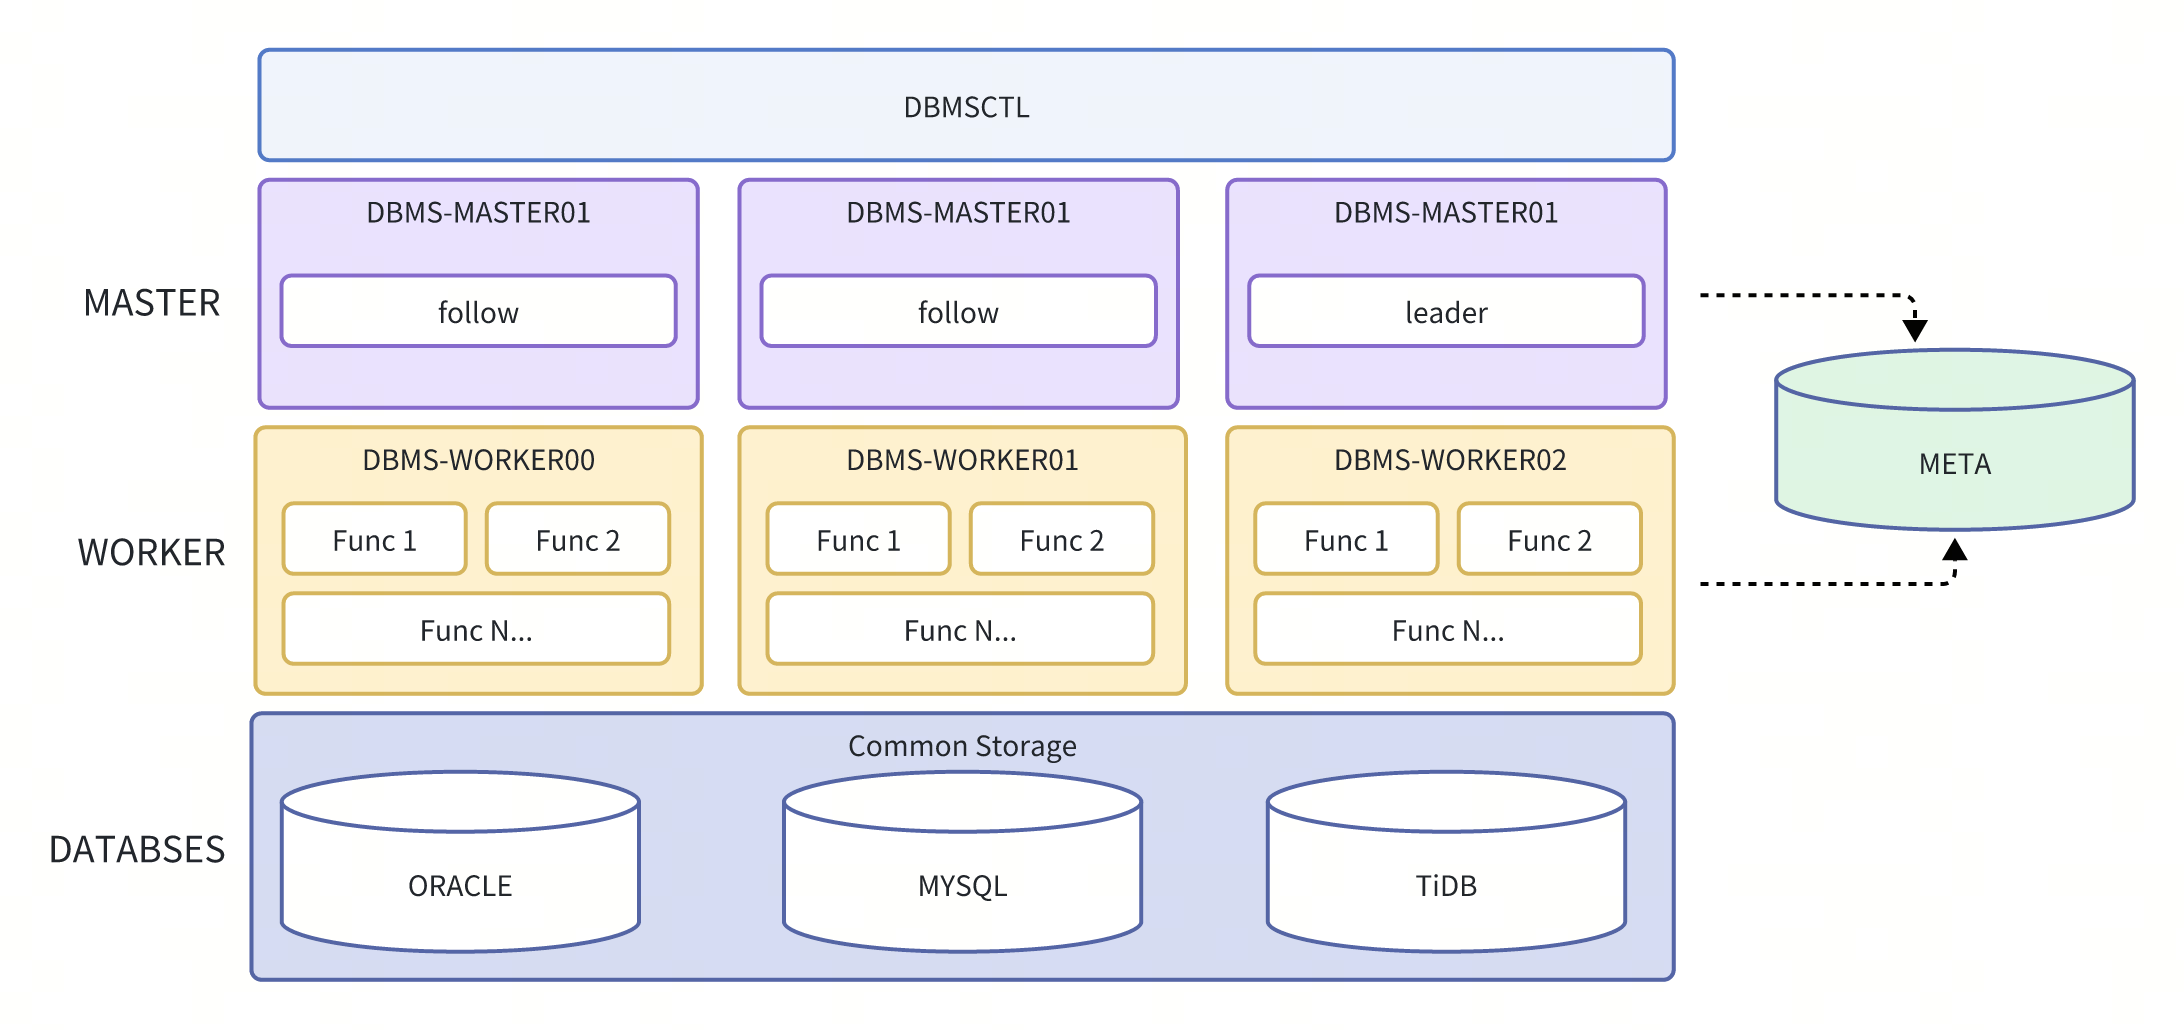 DBMSCTL
DBMS-MASTER01
DBMS-MASTER01
DBMS-MASTER01
MASTER
follow
follow
leader
DBMS-WORKER00
DBMS-WORKER01
DBMS-WORKER02
META
WORKER
Func 1
Func 2
Func 1
Func 2
Func 1
Func 2
Func N...
Func N...
Func N...
Common Storage
DATABSES
ORACLE
MYSQL
TiDB